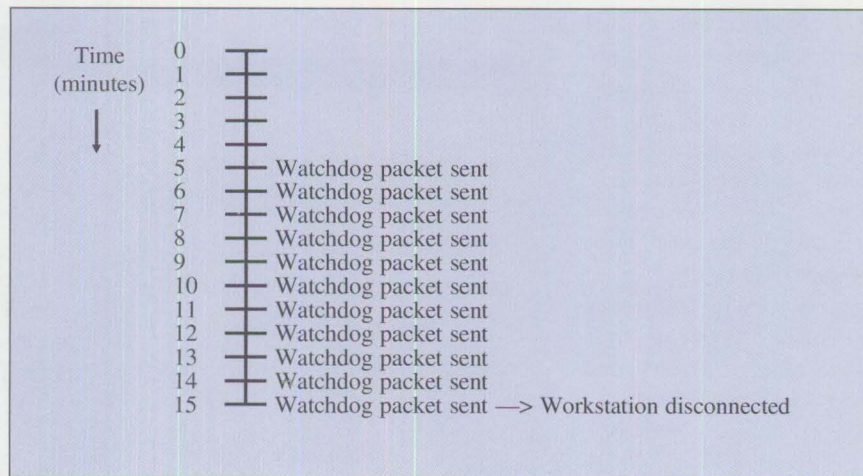 Time
(minutes)
0
1
2
3
4
5 Watchdog packet sent
6 Watchdog packet sent
7 Watchdog packet sent
8 Watchdog packet sent
9 Watchdog packet sent
10 Watchdog packet sent
11 Watchdog packet sent
12 Watchdog packet sent
13 Watchdog packet sent
14 Watchdog packet sent
15 Watchdog packet sent —> Workstation disconnected